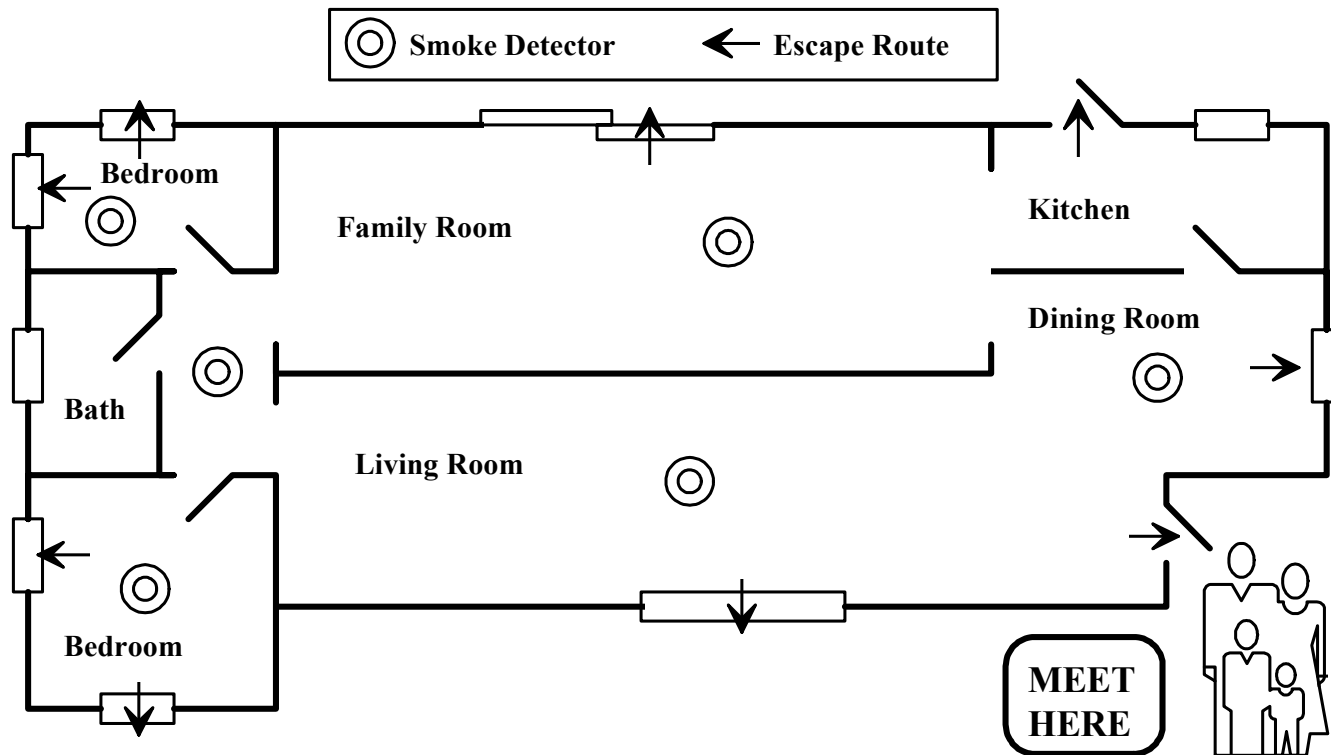 Smoke Detector
Escape Route
Bedroom
Family Room
Kitchen
Dining Room
Bath
Living Room
Bedroom
MEET
HERE